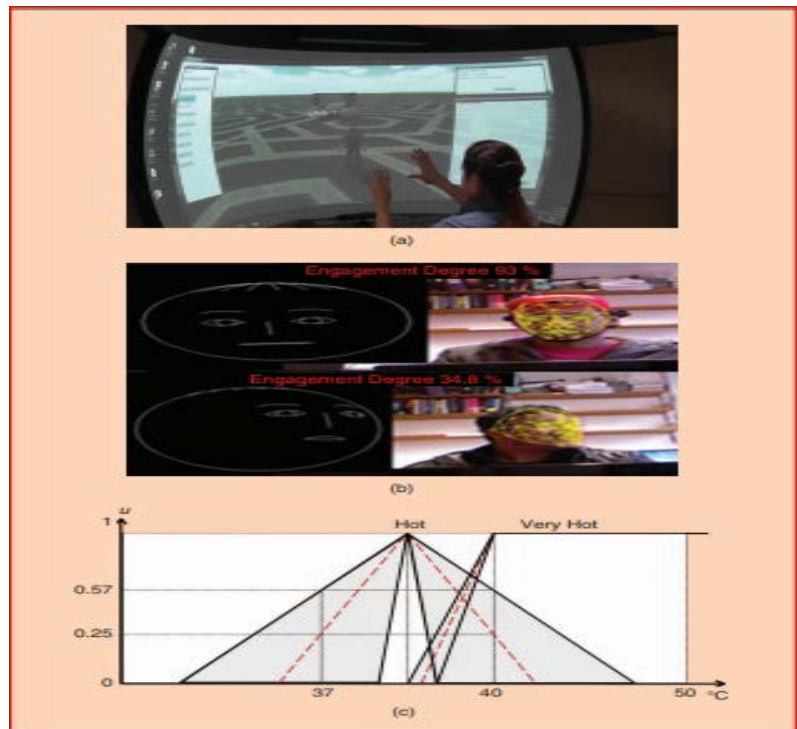 (a)
Engagement Degree 93 %
Engagement Degree 34.8 %
(b)
u
1
Hot
Very Hot
0.57
0.25
0
37
40
50
°C
(c)